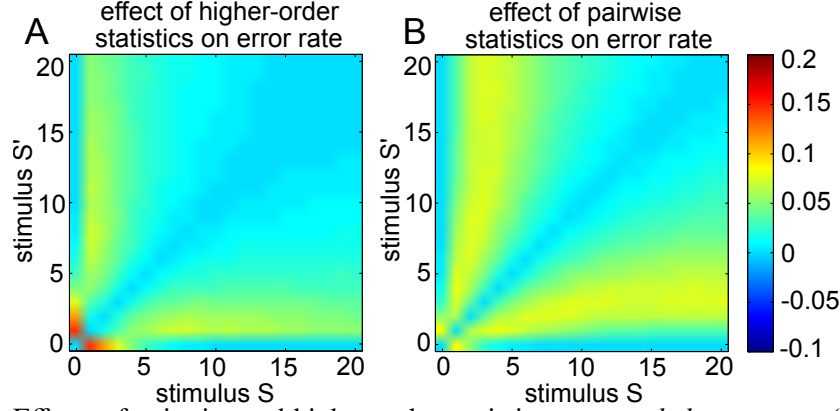 A
effect of higher-order
statistics on error rate
20
15
10
5
0
stimulus S'
0 5 10 15 20
stimulus S
B
effect of pairwise
statistics on error rate
20
15
10
5
0
stimulus S'
0 5 10 15 20
stimulus S
0.2
0.15
0.1
0.05
0
-0.05
-0.1